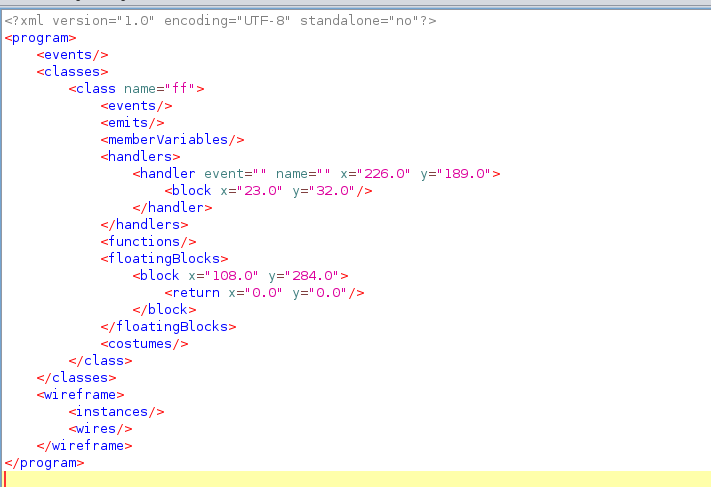 <?xml version="1.0" encoding="UTF-8" standalone="no"?>
<program>
    <events/>
    <classes>
        <class name="ff">
            <events/>
            <emits/>
            <memberVariables/>
            <handlers>
                <handler event="" name="" x="226.0" y="189.0">
                    <block x="23.0" y="32.0"/>
                </handler>
            </handlers>
            <functions/>
            <floatingBlocks>
                <block x="108.0" y="284.0">
                    <return x="0.0" y="0.0"/>
                </block>
            </floatingBlocks>
            <costumes/>
        </class>
    </classes>
    <wireframe>
        <instances/>
        <wires/>
    </wireframe>
</program>